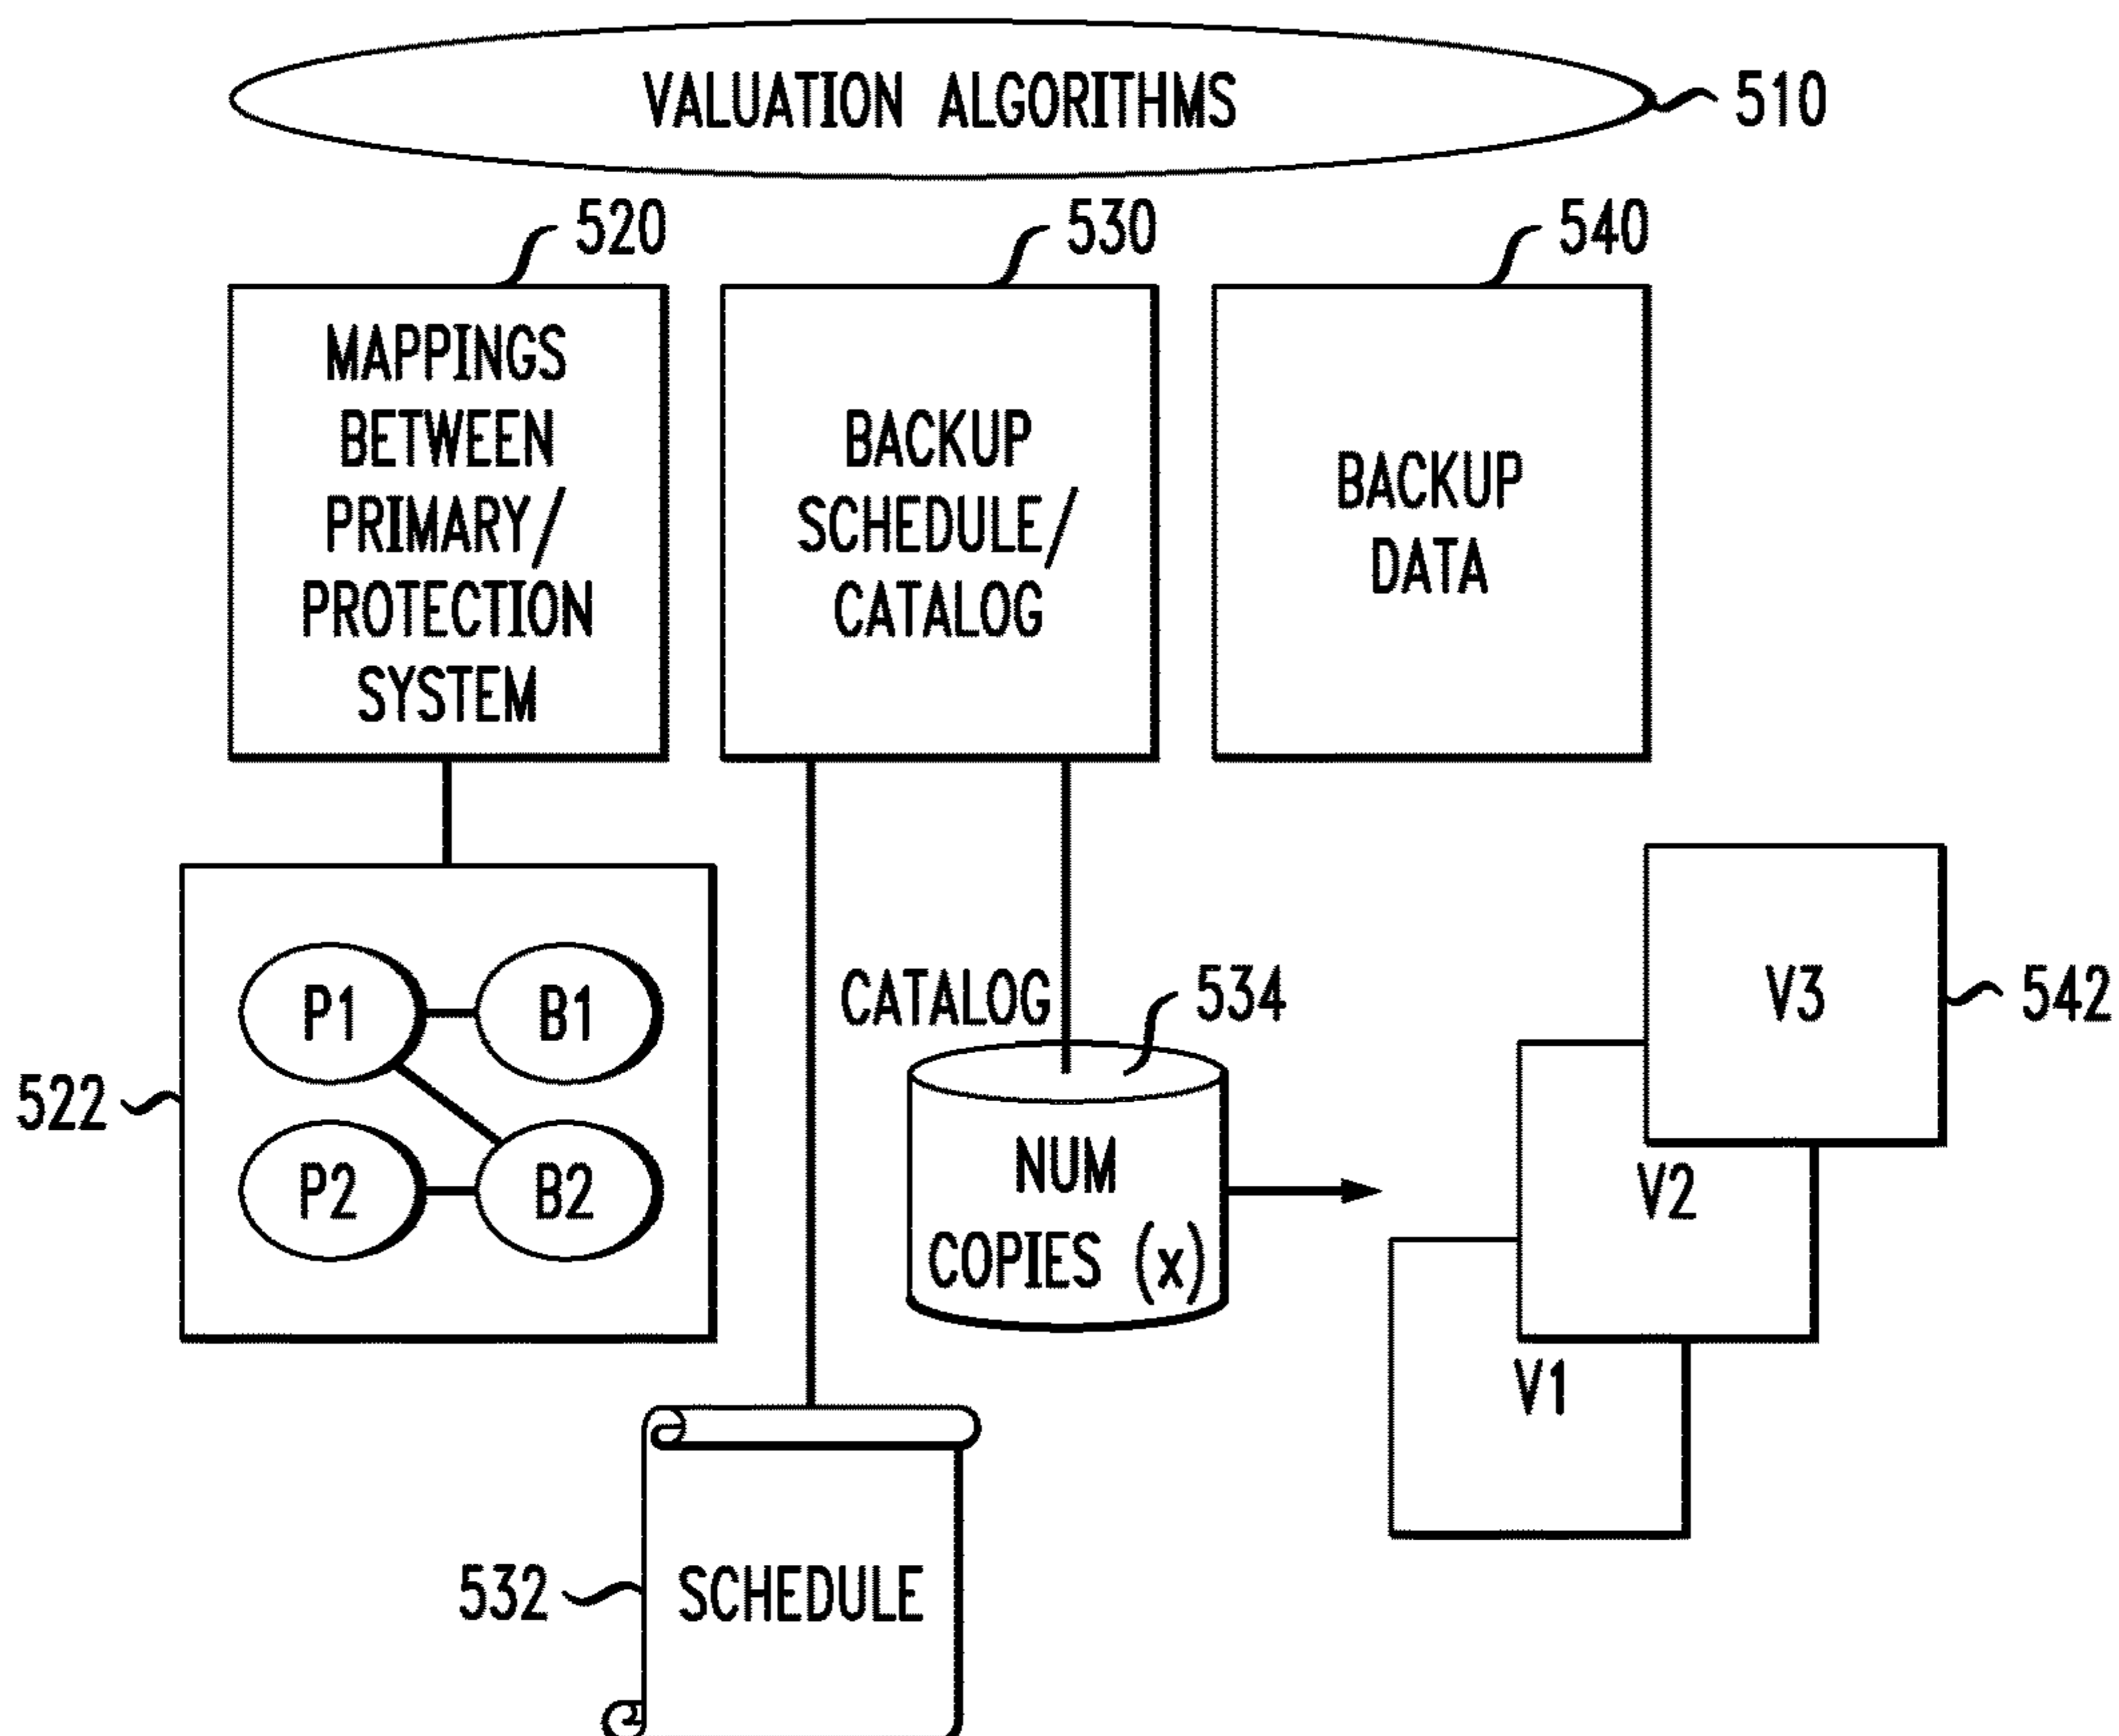 VALUATION ALGORITHMS
510
520
530
540
MAPPINGS
BETWEEN
PRIMARY/
PROTECTION
SYSTEM
BACKUP
SCHEDULE/
CATALOG
BACKUP
DATA
P1
B1
P2
B2
522
CATALOG
534
NUM
COPIES (x)
V3
542
V2
V1
532
SCHEDULE